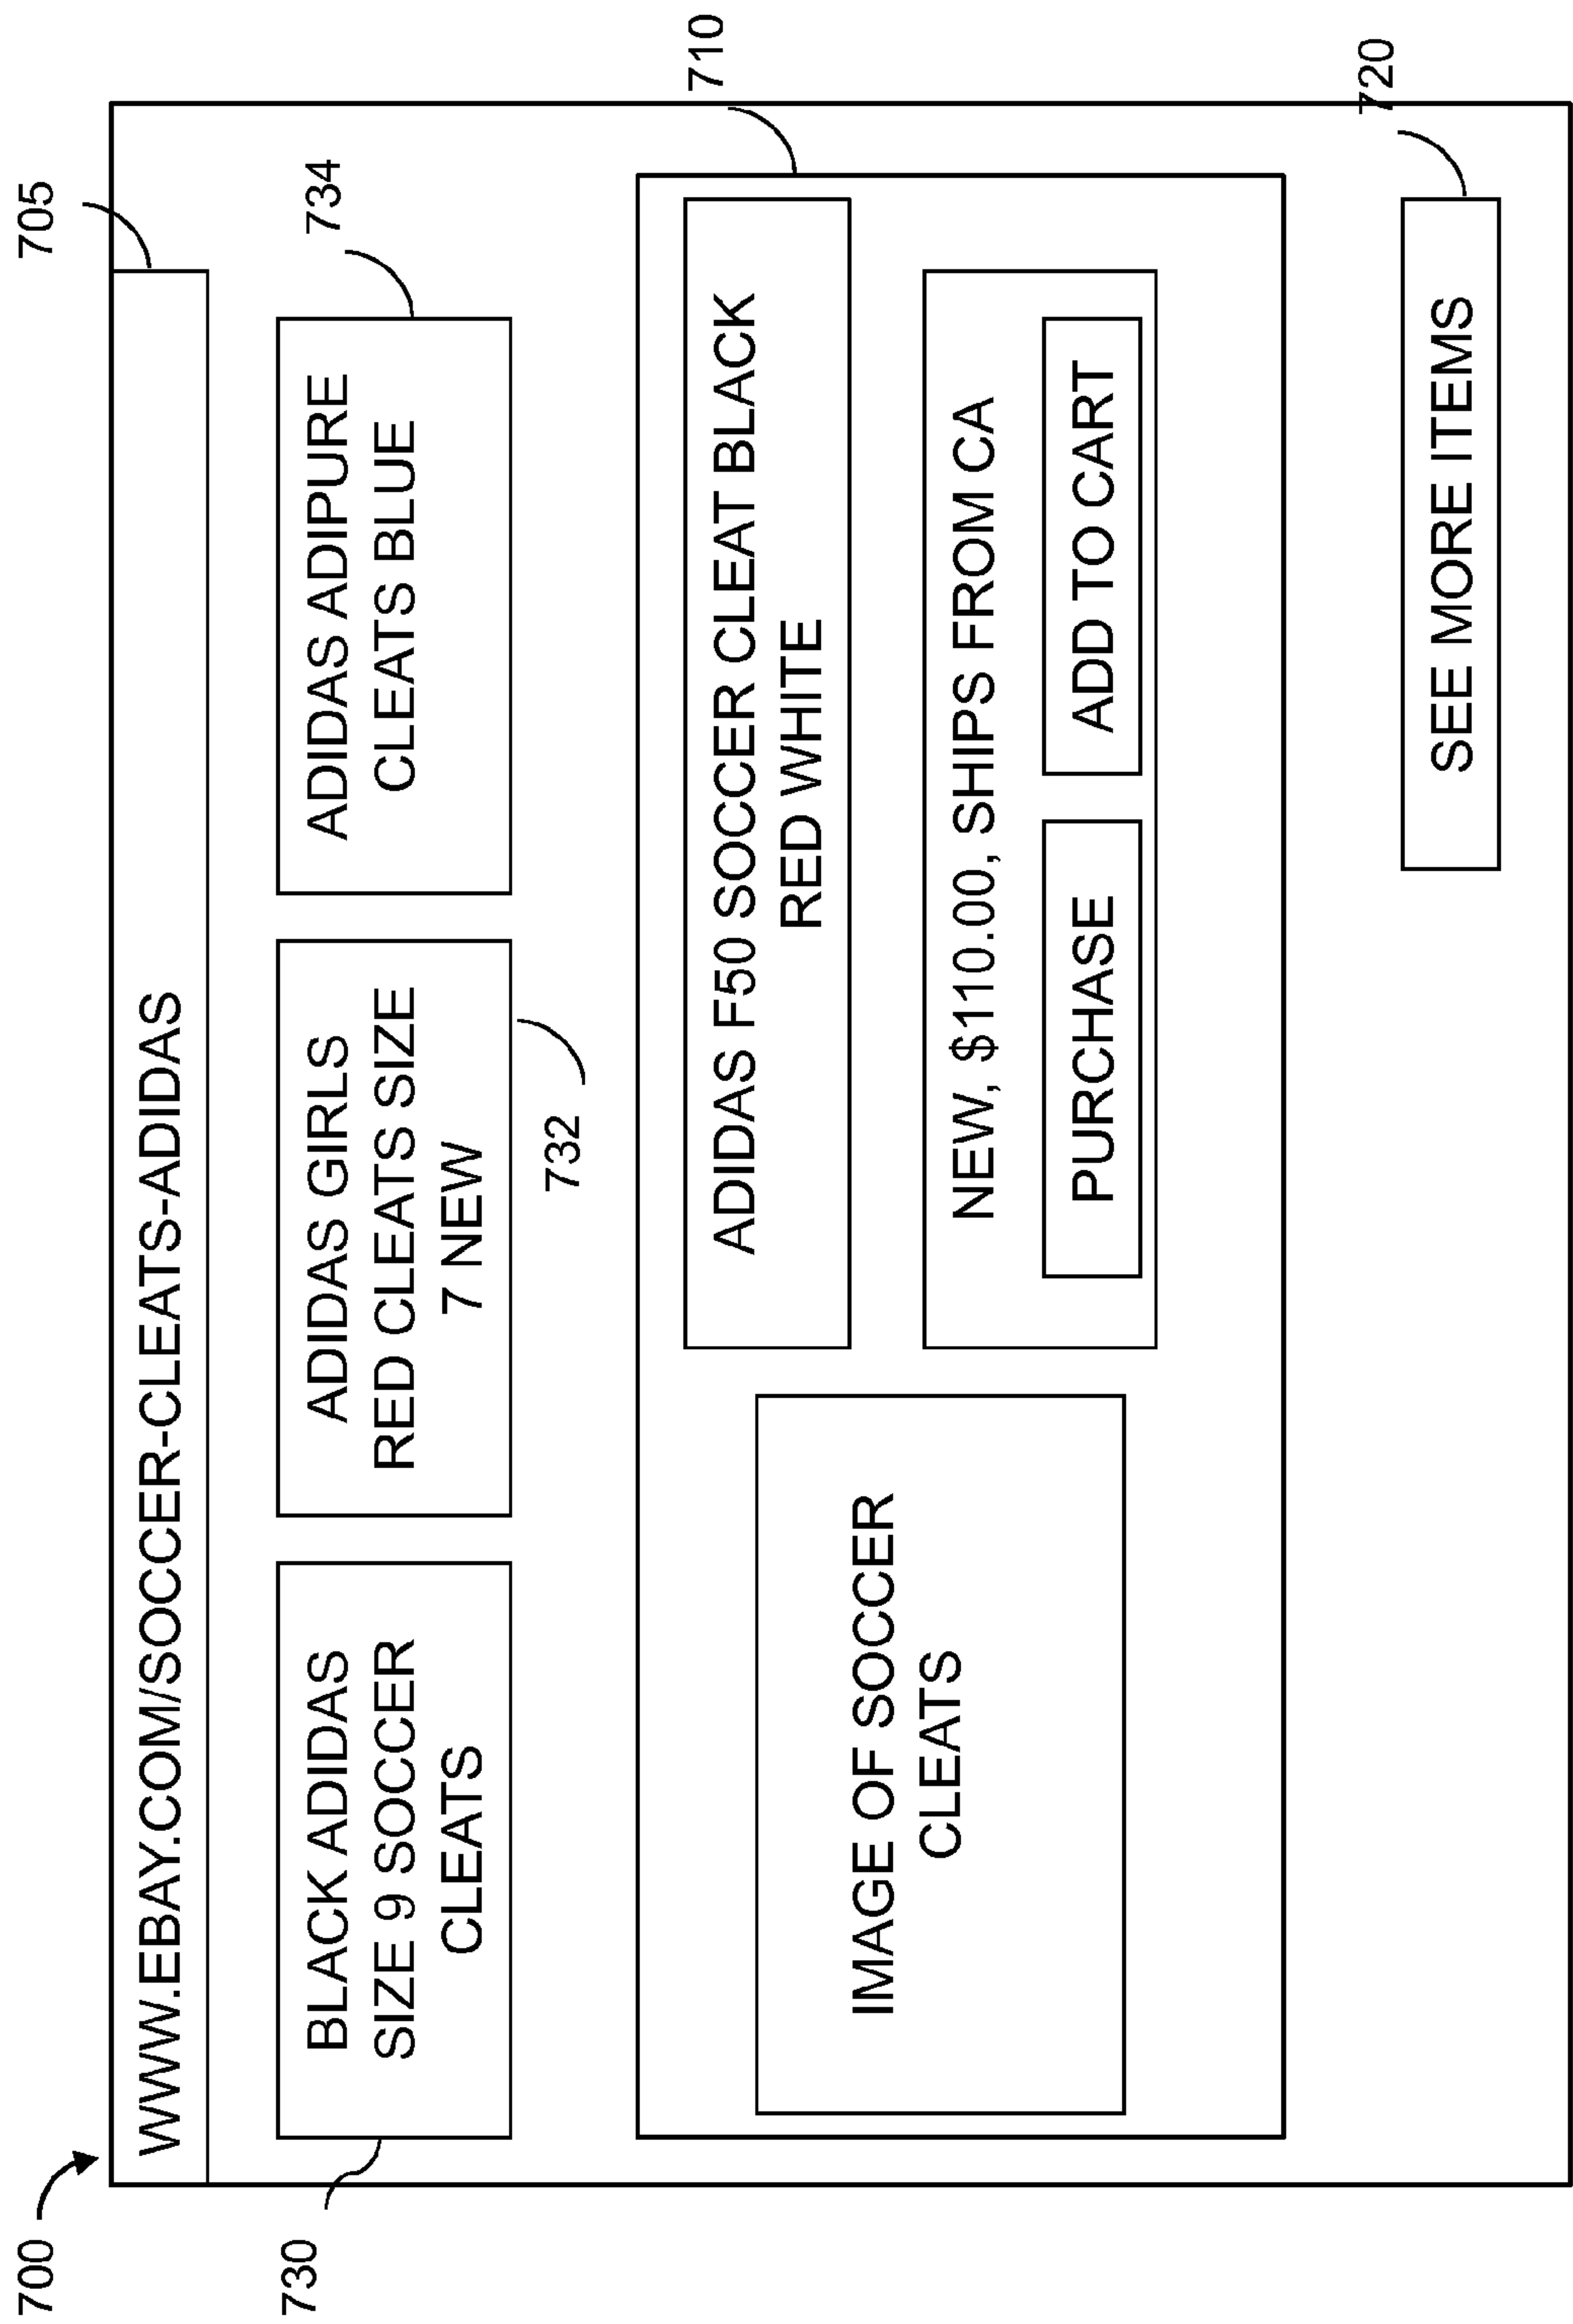 700
705
WWW.EBAY.COM/SOCCER-CLEATS-ADIDAS
730
BLACK ADIDAS
SIZE 9 SOCCER
CLEATS
ADIDAS GIRLS
RED CLEATS SIZE
7 NEW
732
ADIDAS ADIPURE
CLEATS BLUE
734
710
IMAGE OF SOCCER
CLEATS
ADIDAS F50 SOCCER CLEAT BLACK
RED WHITE
NEW, $110.00, SHIPS FROM CA
PURCHASE
ADD TO CART
720
SEE MORE ITEMS